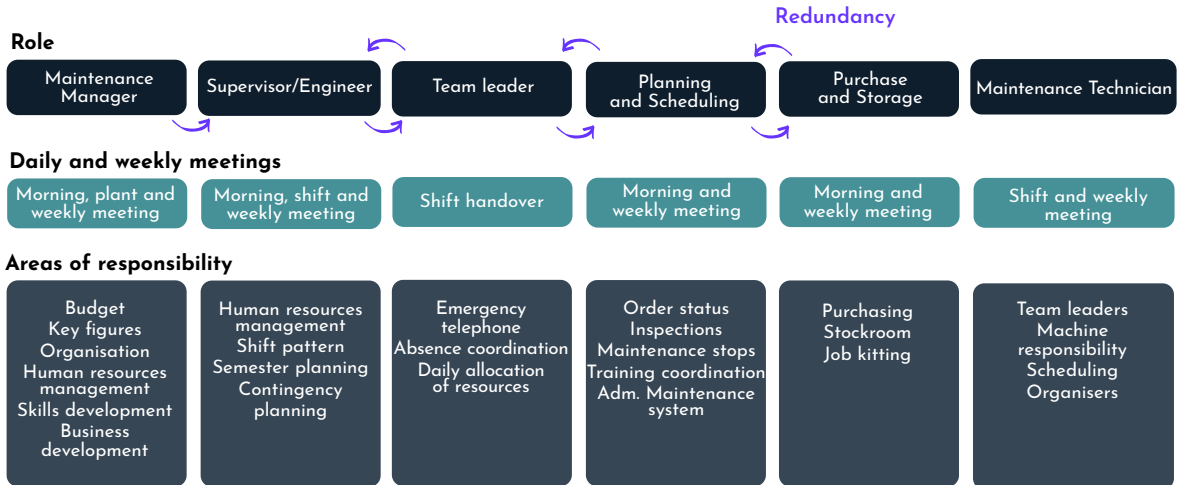 Redundancy
Role
Maintenance
Manager
Supervisor/Engineer
Team leader
Planning
and Scheduling
Purchase
and Storage
Maintenance Technician
Daily and weekly meetings
Morning, plant and
weekly meeting
Morning, shift and
weekly meeting
Shift handover
Morning and
weekly meeting
Morning and
weekly meeting
Shift and weekly
meeting
Areas of responsibility
Budget
Key figures
Organisation
Human resources
management
Skills development
Business
development
Human resources
management
Shift pattern
Semester planning
Contingency
planning
Emergency
telephone
Absence coordination
Daily allocation
of resources
Order status
Inspections
Maintenance stops
Training coordination
Adm. Maintenance
system
Purchasing
Stockroom
Job kitting
Team leaders
Machine
responsibility
Scheduling
Organisers